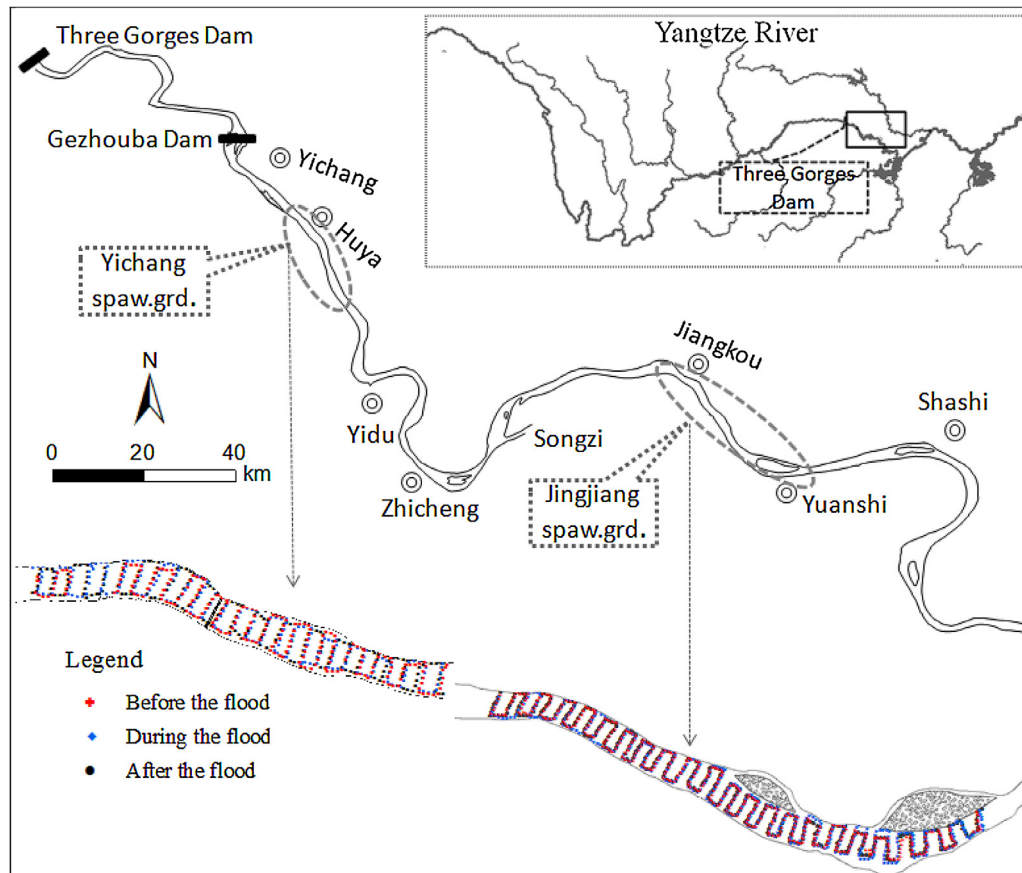 Three Gorges Dam
Yangtze River
Gezhouba Dam
Yichang
Three Gorges
Dam
Huya
Yichang
spaw.grd.
N
Jiangkou
Shashi
Yidu
Songzi
0 20 40
km
Zhicheng
Jingjiang
spaw.grd.
Yuanshi
Legend
Before the flood
During the flood
After the flood